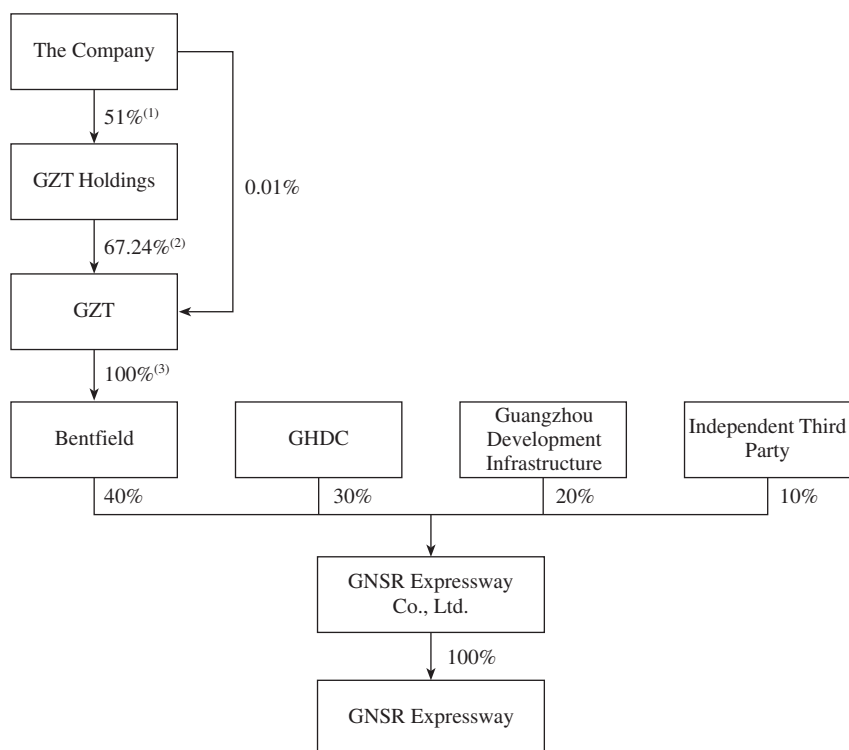 The Company
51%(1)
GZT Holdings
0.01%
67.24%(2)
GZT
100%(3)
Bentfield
GHDC
Guangzhou
Development
Infrastructure
Independent Third
Party
40%
30%
20%
10%
GNSR Expressway
Co., Ltd.
100%
GNSR Expressway